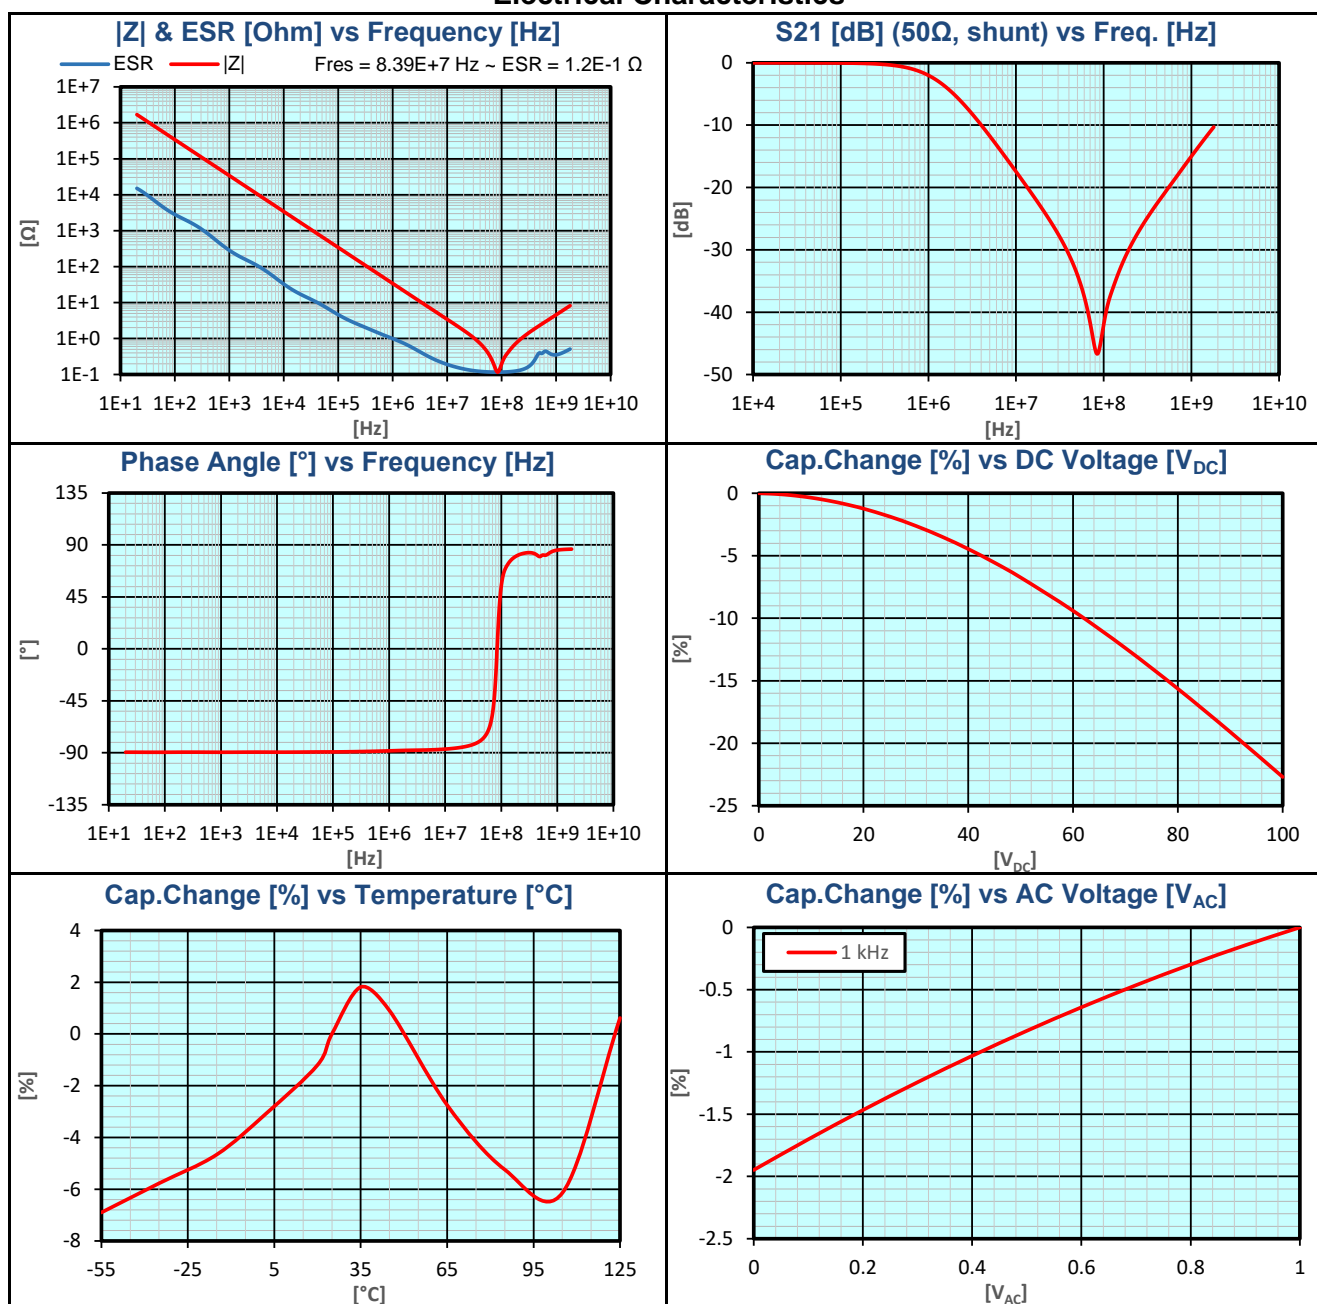 Electrical Characteristics
|Z| & ESR [Ohm] vs Frequency [Hz]
ESR |Z| Fres = 8.39E+7 Hz ~ ESR = 1.2E-1 Ω
1E+7
1E+6
1E+5
1E+4
1E+3
1E+2
1E+1
1E+0
1E-1
[Ω]
1E+1 1E+2 1E+3 1E+4 1E+5 1E+6 1E+7 1E+8 1E+9 1E+10
[Hz]
S21 [dB] (50Ω, shunt) vs Freq. [Hz]
0
-10
-20
-30
-40
-50
[dB]
1E+4 1E+5 1E+6 1E+7 1E+8 1E+9 1E+10
[Hz]
Phase Angle [°] vs Frequency [Hz]
135
90
45
0
-45
-90
-135
[°]
1E+1 1E+2 1E+3 1E+4 1E+5 1E+6 1E+7 1E+8 1E+9 1E+10
[Hz]
Cap.Change [%] vs DC Voltage [VDC]
0
-5
-10
-15
-20
-25
[%]
0 20 40 60 80 100
[VDC]
Cap.Change [%] vs Temperature [°C]
4
2
0
-2
-4
-6
-8
[%]
-55 -25 5 35 65 95 125
[°C]
Cap.Change [%] vs AC Voltage [VAC]
1 kHz
0
-0.5
-1
-1.5
-2
-2.5
[%]
0 0.2 0.4 0.6 0.8 1
[VAC]